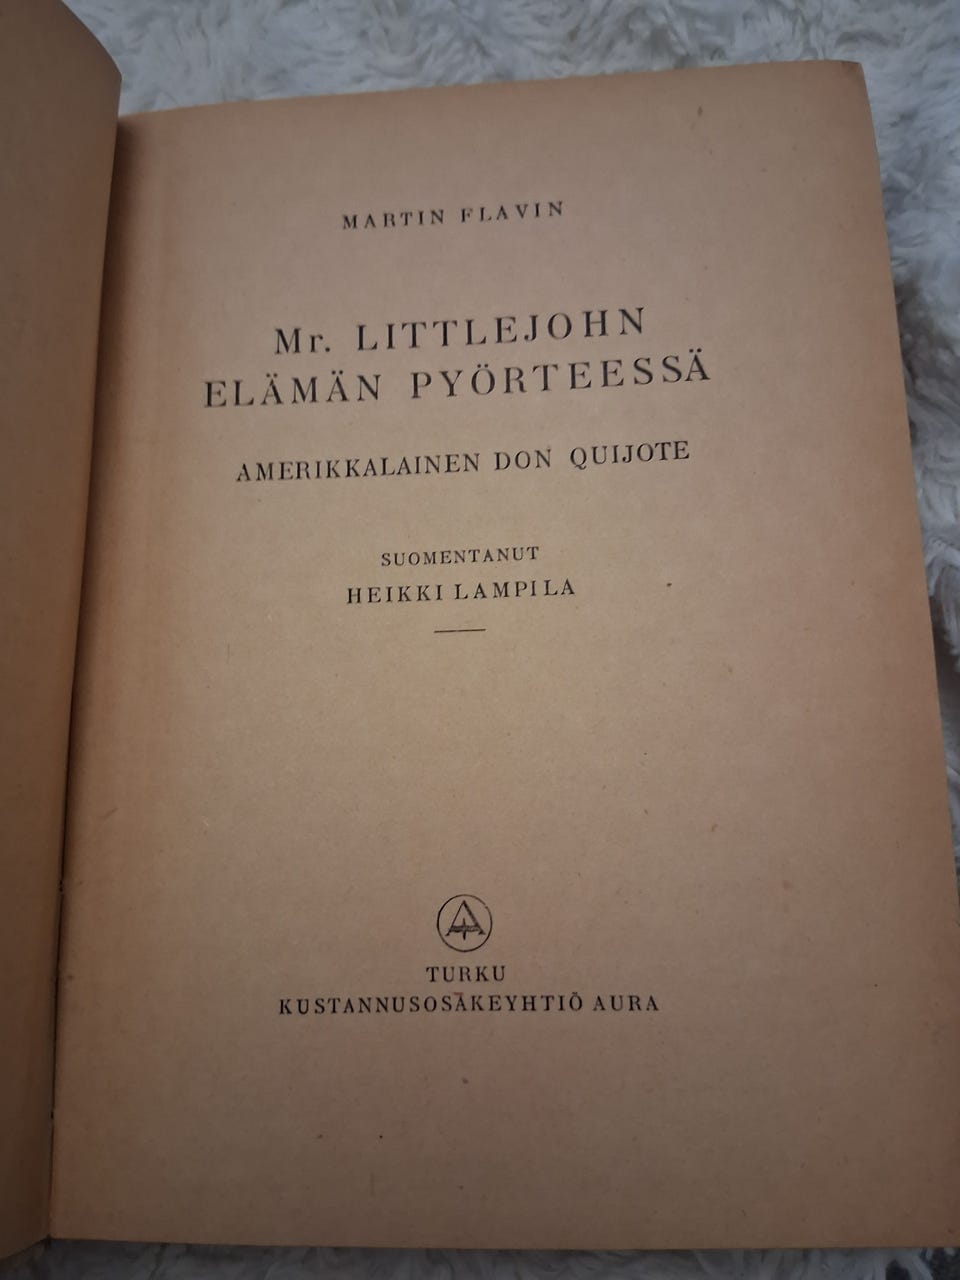 MARTIN FLAVIN
Mr. LITTLEJOHN
ELÄMÄN PYÖRTEESSÄ
AMERIKKALAINEN DON QUIJOTE
SUOMENTANUT
HEIKKI LAMPILA
A
TURKU
KUSTANNUSOSAKEYHTIÖ AURA